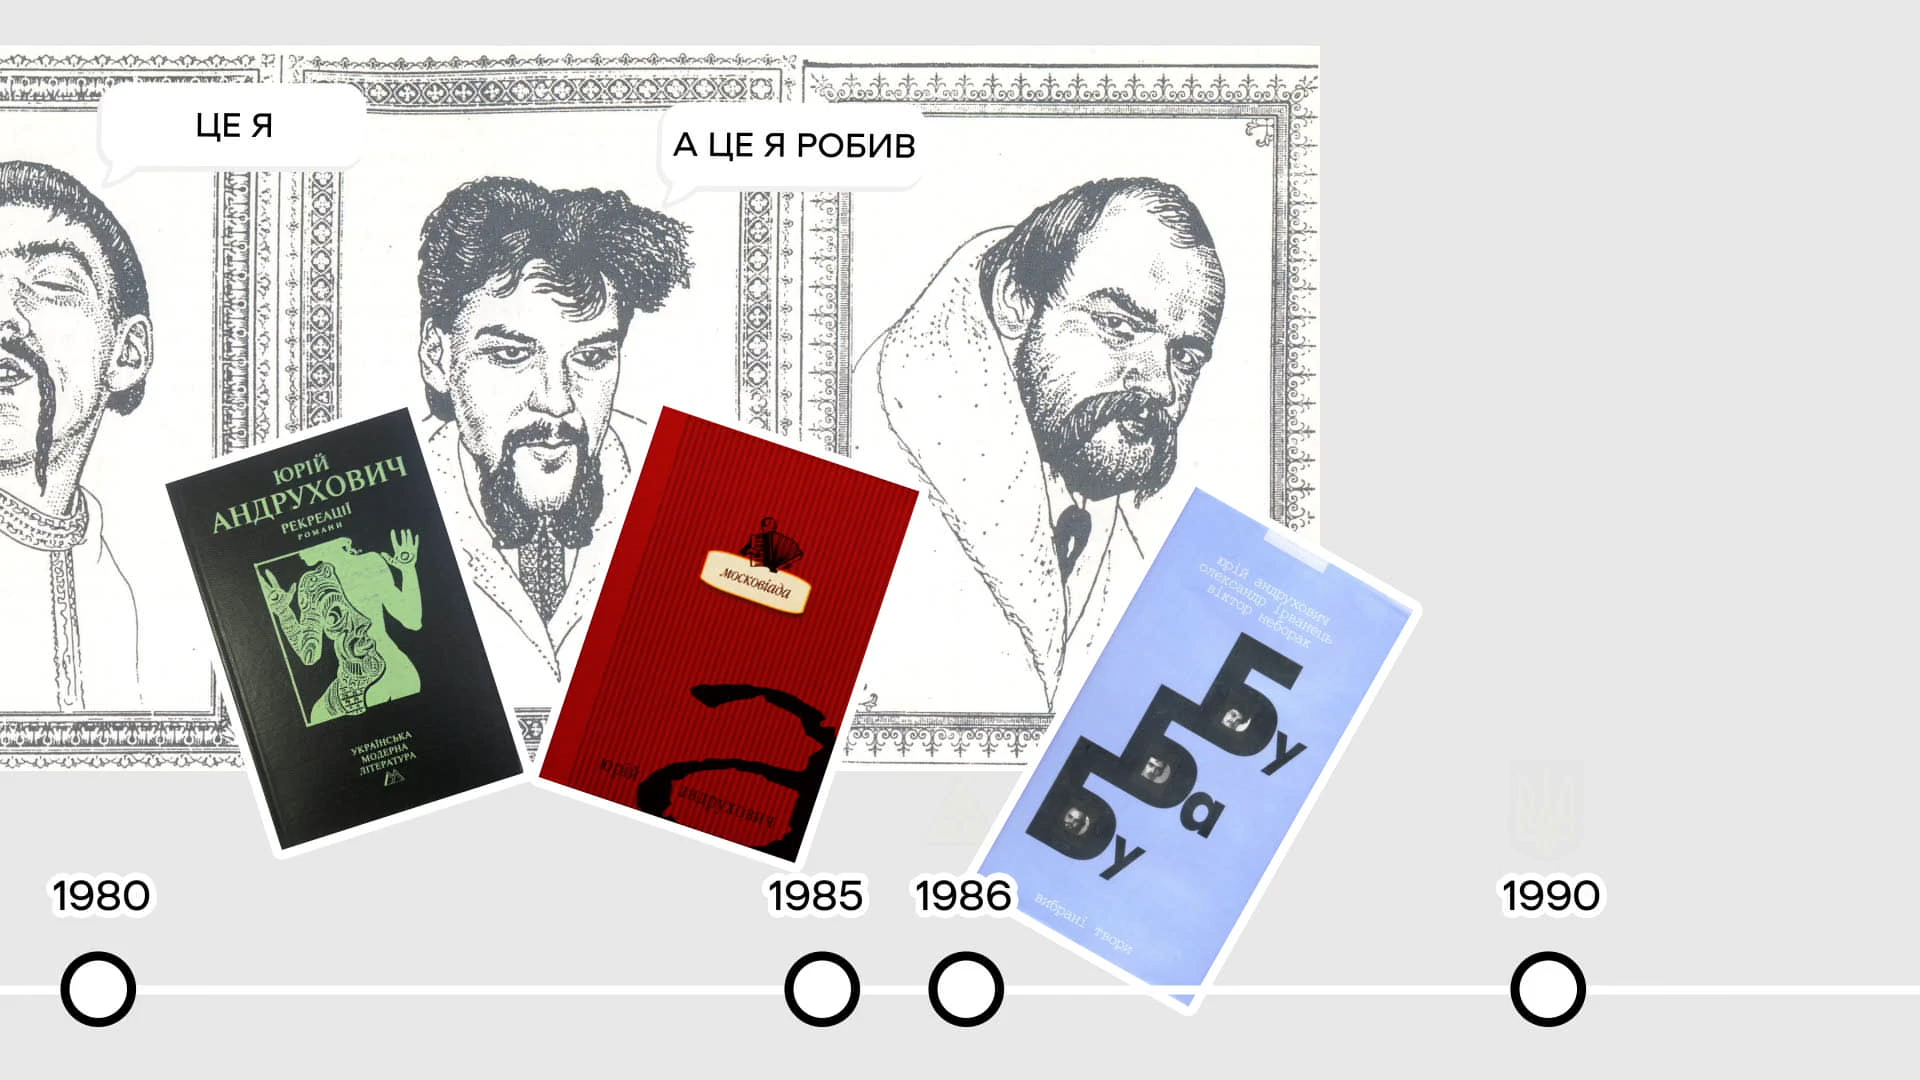 ЦЕ Я
А ЦЕ Я РОБИВ
ЮРІЙ
АНДРУХОВИЧ
РЕКРЕАЦІЇ
РОМАНИ
УКРАЇНСЬКА
МОДЕРНА
ЛІТЕРАТУРА
московіада
юрій
андрухович
юрій андрухович
олександр ірванець
віктор неборак
Бу
Ба
Бу
вибрані твори
1980
1985
1986
1990